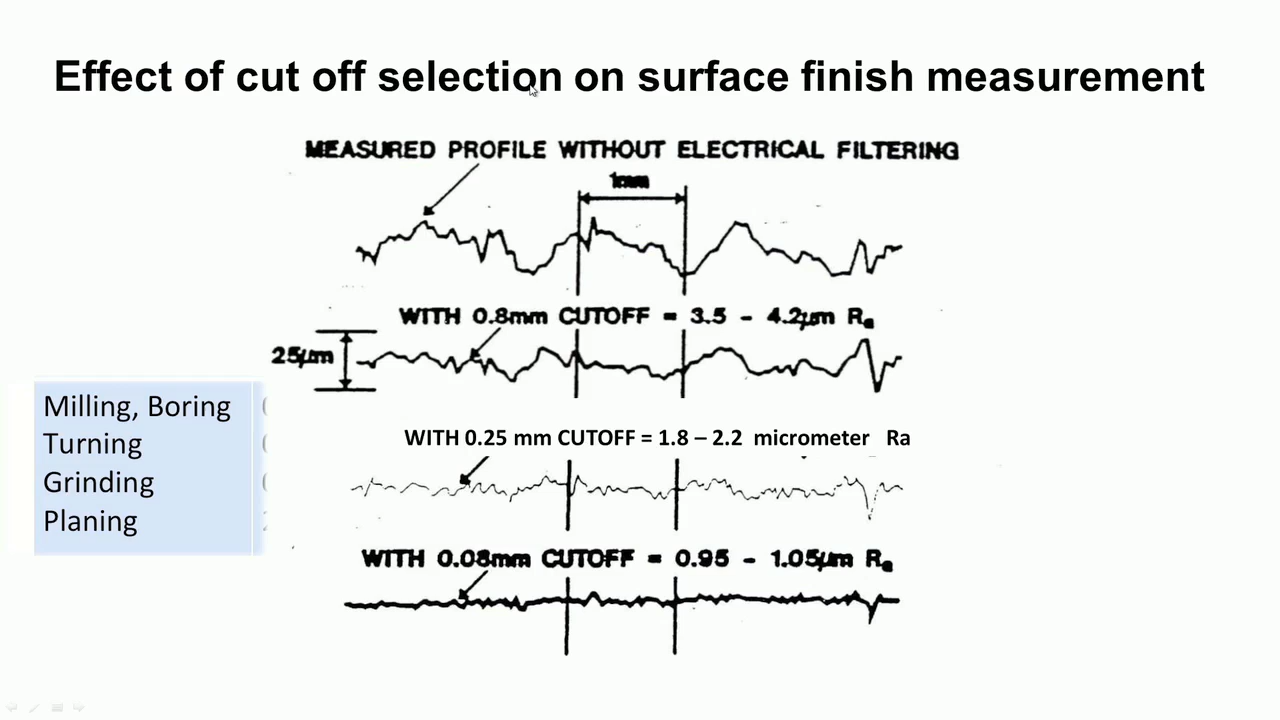 Effect of cut off selection on surface finish measurement
MEASURED PROFILE WITHOUT ELECTRICAL FILTERING
1mm
WITH 0.8mm CUTOFF = 3.5 - 4.2µm Ra
25µm
Milling, Boring
Turning
Grinding
Planing
WITH 0.25 mm CUTOFF = 1.8 – 2.2 micrometer Ra
WITH 0.08mm CUTOFF = 0.95 - 1.05µm Ra